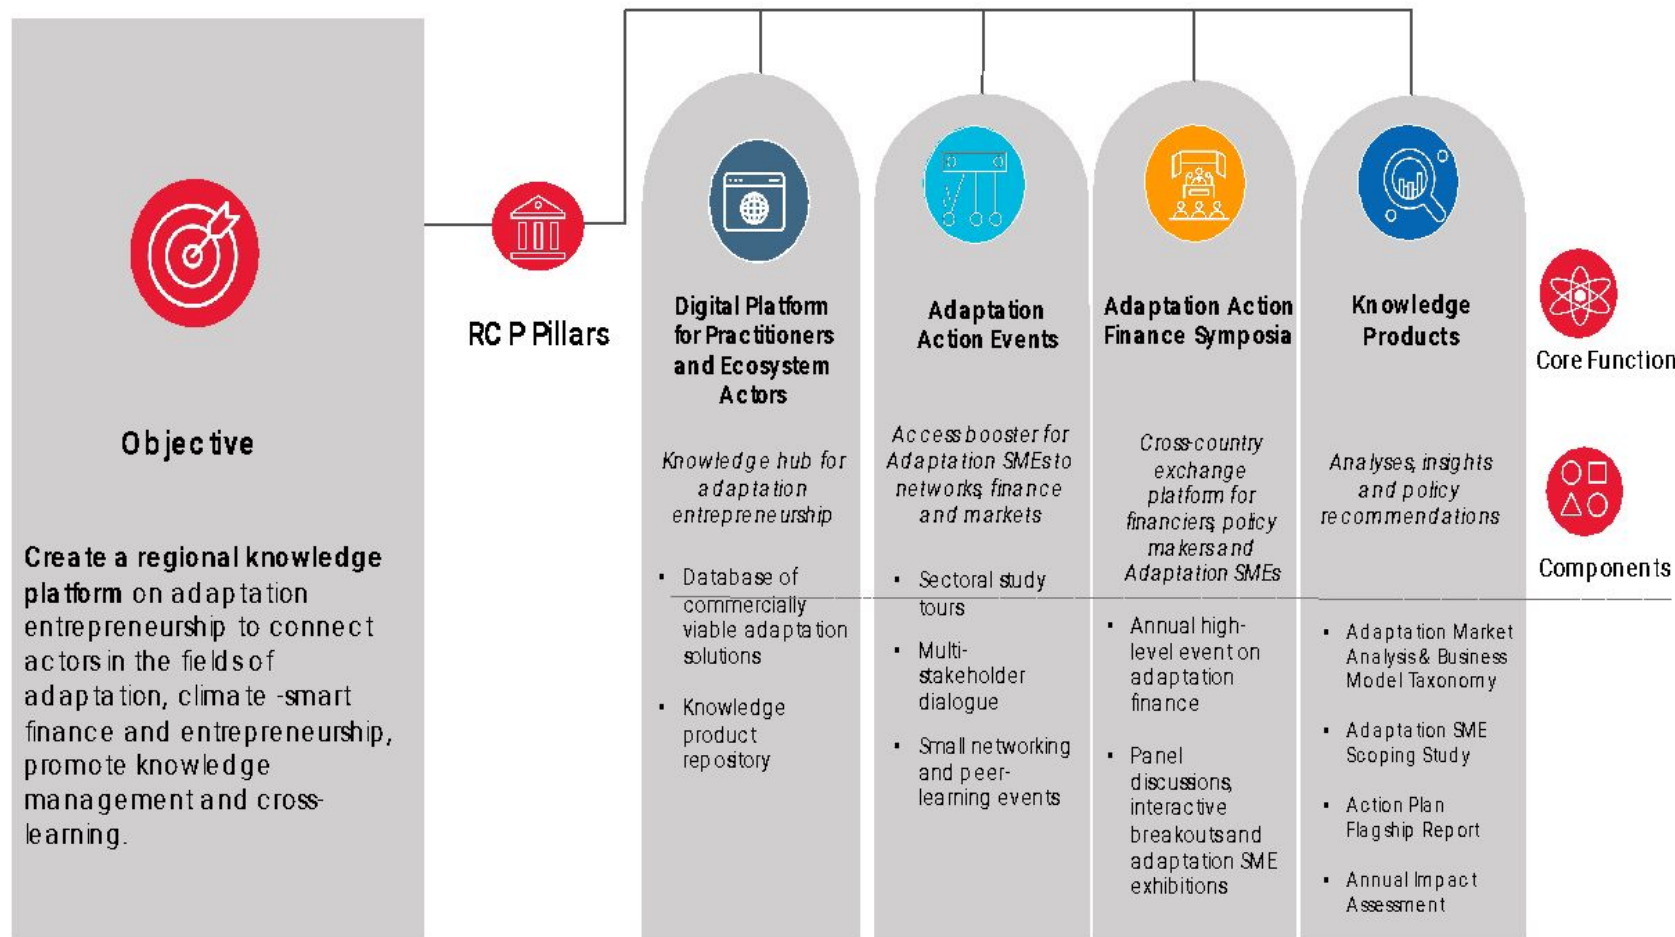 Objective
Create a regional knowledge
platform on adaptation
entrepreneurship to connect
actors in the fields of
adaptation, climate -smart
finance and entrepreneurship,
promote knowledge
management and cross-
learning.
RCP Pillars
Digital Platform
for Practitioners
and Ecosystem
Actors
Knowledge hub for
adaptation
entrepreneurship
▪ Database of
commercially
viable adaptation
solutions
▪ Knowledge
product
repository
Adaptation
Action Events
Access booster for
Adaptation SMEs to
networks, finance
and markets
▪ Sectoral study
tours
▪ Multi-
stakeholder
dialogue
▪ Small networking
and peer-
learning events
Adaptation Action
Finance Symposia
Cross-country
exchange
platform for
financiers, policy
makers and
Adaptation SMEs
▪ Annual high-
level event on
adaptation
finance
▪ Panel
discussions,
interactive
breakouts and
adaptation SME
exhibitions
Knowledge
Products
Analyses, insights
and policy
recommendations
▪ Adaptation Market
Analysis & Business
Model Taxonomy
▪ Adaptation SME
Scoping Study
▪ Action Plan
Flagship Report
▪ Annual Impact
Assessment
Core Function
Components